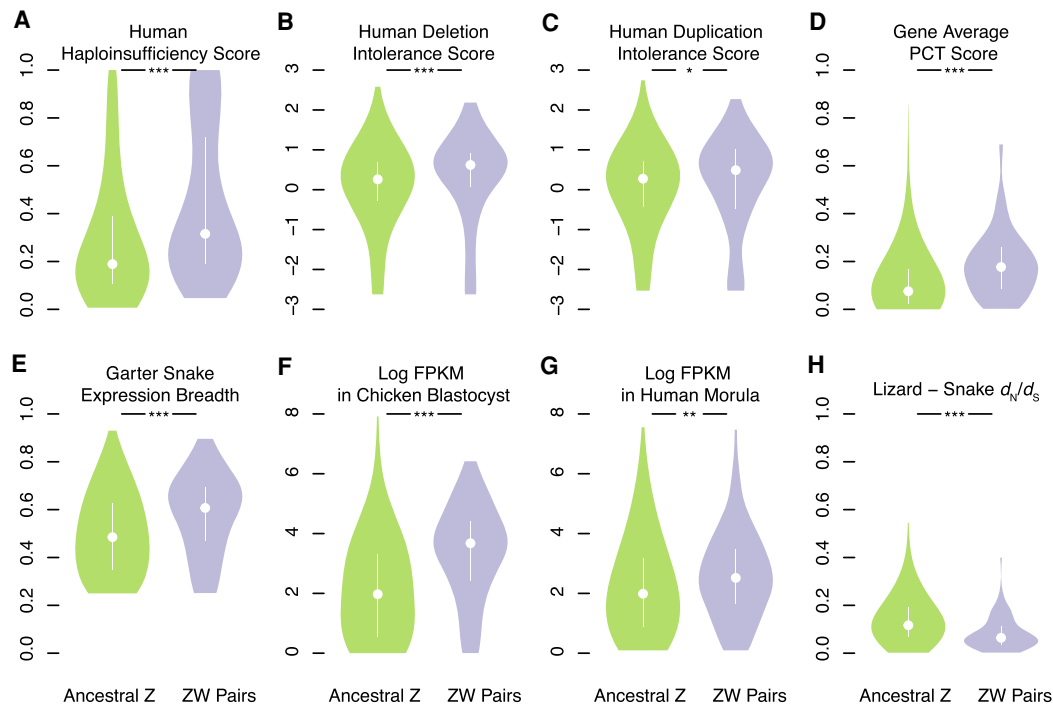 A
Human
Haploinsufficiency Score
***
0.0 0.2 0.4 0.6 0.8 1.0
B
Human Deletion
Intolerance Score
***
−3 −2 −1 0 1 2 3
C
Human Duplication
Intolerance Score
*
−3 −2 −1 0 1 2 3
D
Gene Average
PCT Score
***
0.0 0.2 0.4 0.6 0.8 1.0
E
Garter Snake
Expression Breadth
***
0.0 0.2 0.4 0.6 0.8 1.0
F
Log FPKM
in Chicken Blastocyst
***
0 2 4 6 8
G
Log FPKM
in Human Morula
**
0 2 4 6 8
H
Lizard − Snake dN/dS
***
0.0 0.2 0.4 0.6 0.8 1.0
Ancestral Z ZW Pairs
Ancestral Z ZW Pairs
Ancestral Z ZW Pairs
Ancestral Z ZW Pairs